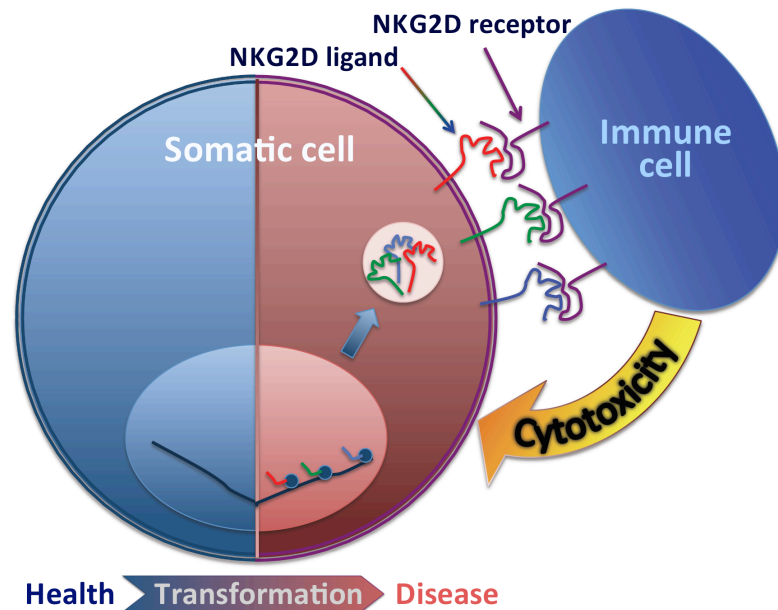 NKG2D receptor
NKG2D ligand
Somatic cell
Immune
cell
Cytotoxicity
Health Transformation Disease